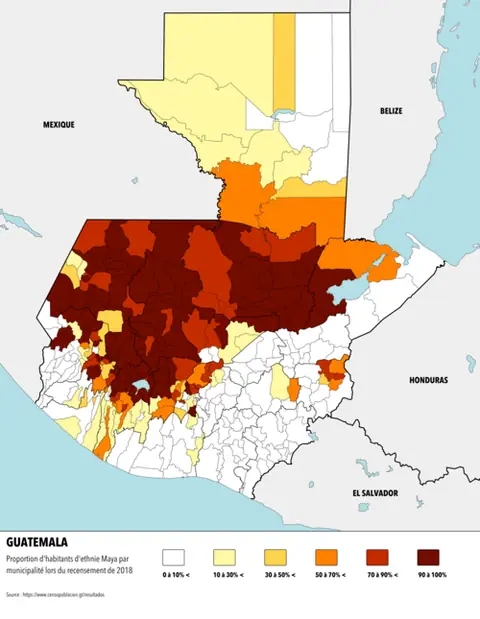 MEXIQUE
BELIZE
HONDURAS
EL SALVADOR
GUATEMALA
Proportion d'habitants d'ethnie Maya par
municipalité lors du recensement de 2018
0 à 10% <
10 à 30% <
30 à 50% <
50 à 70% <
70 à 90% <
90 à 100%
Source : https://www.censopoblacion.gt/resultados